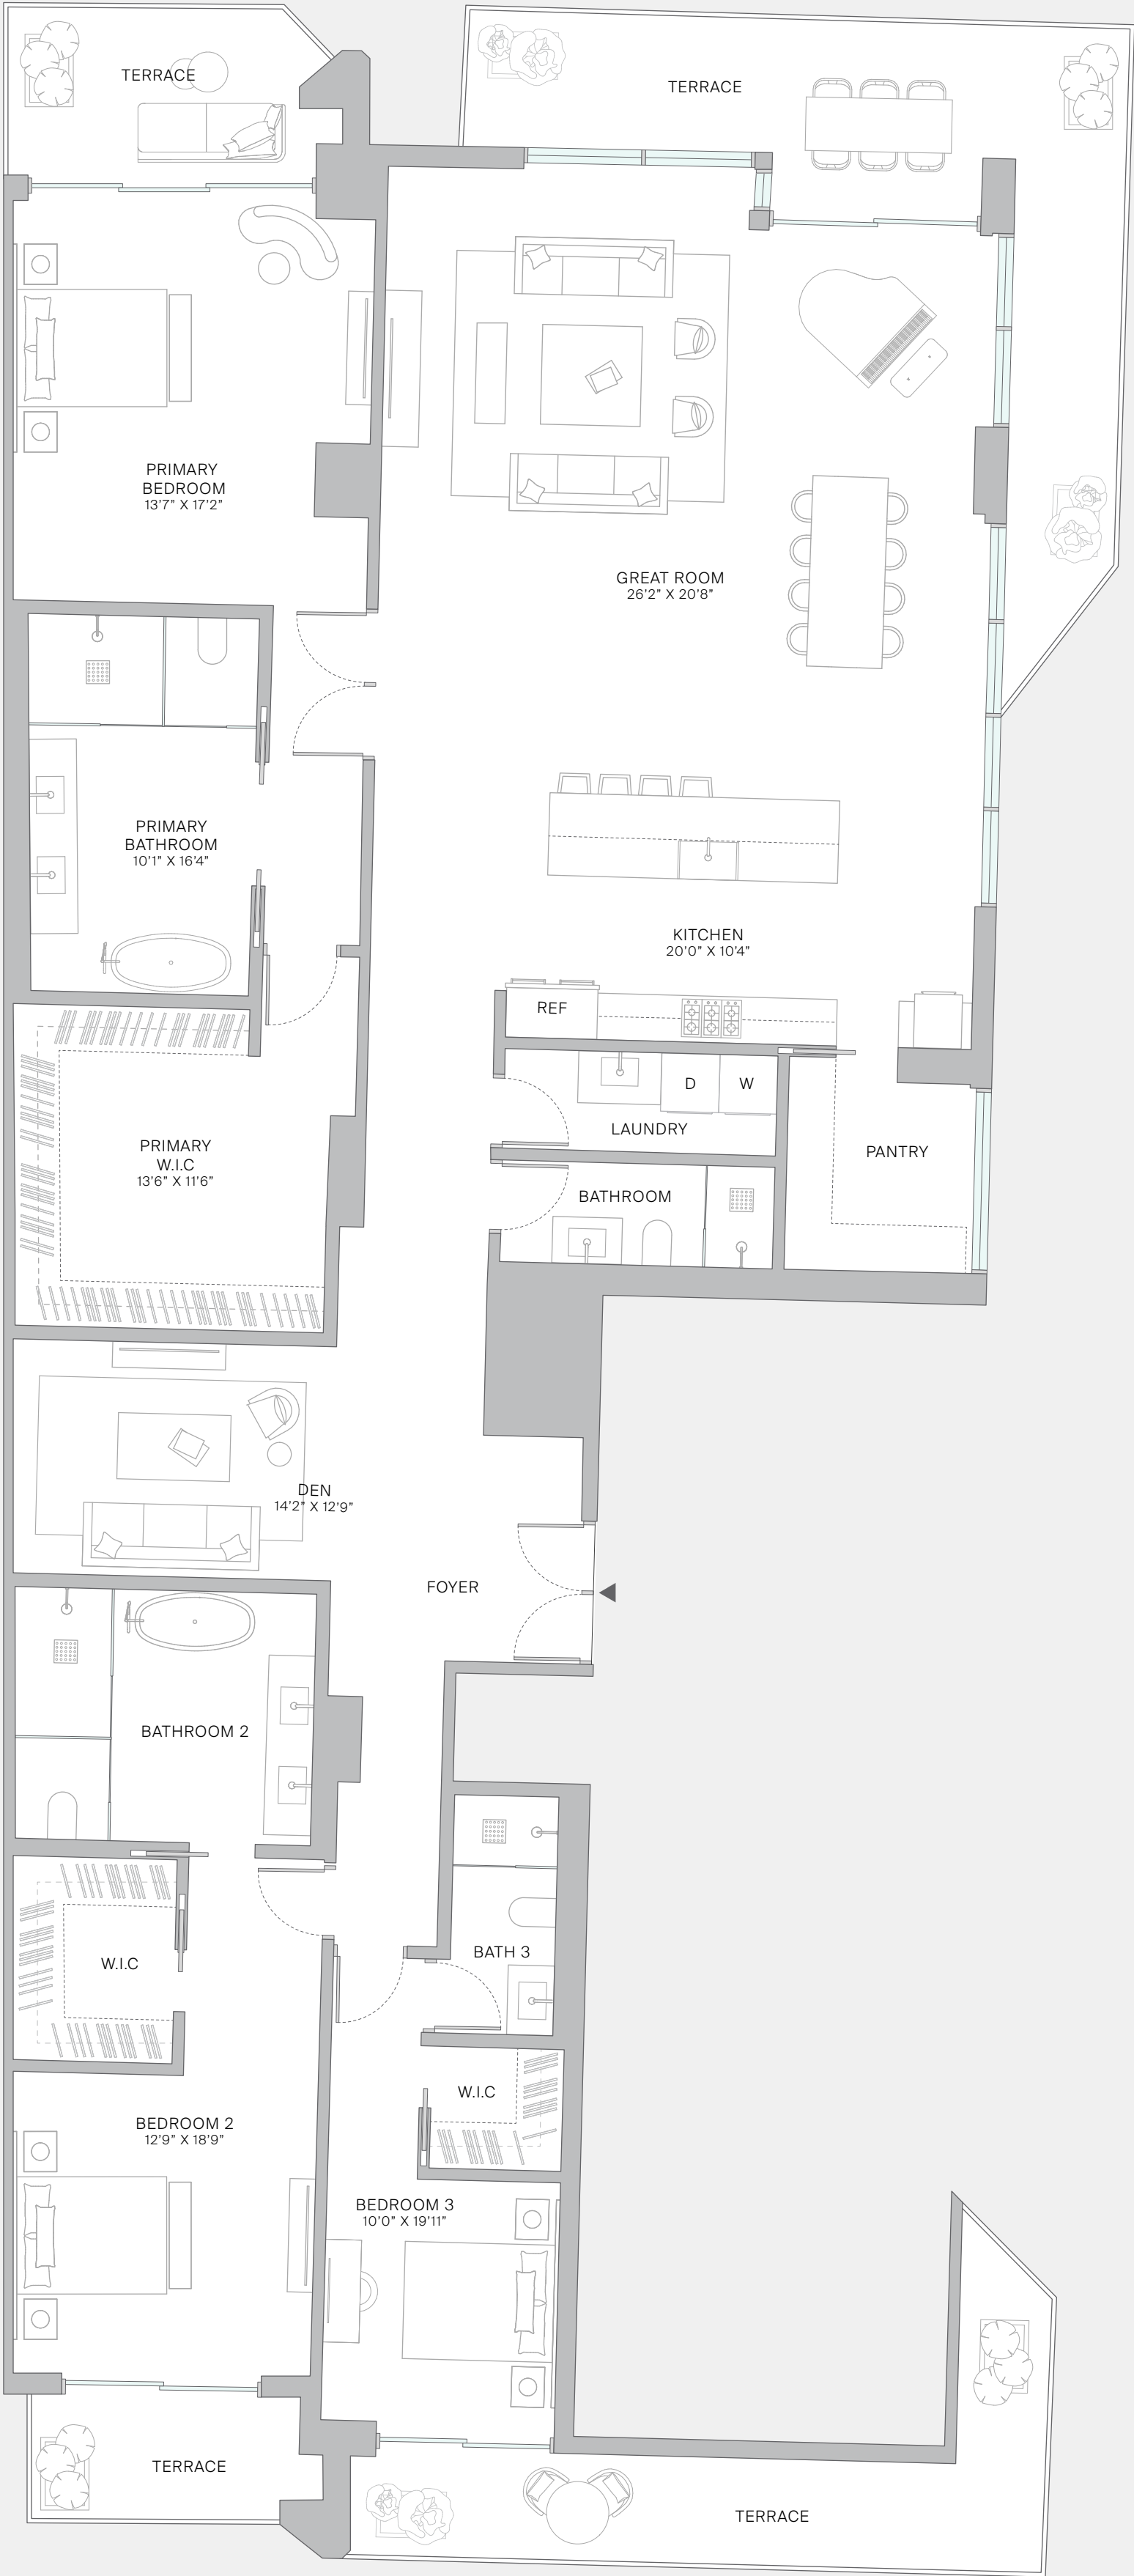 TERRACE
TERRACE
PRIMARY
BEDROOM
13'7" X 17'2"
GREAT ROOM
26'2" X 20'8"
PRIMARY
BATHROOM
10'1" X 16'4"
KITCHEN
20'0" X 10'4"
REF
D
W
LAUNDRY
PANTRY
PRIMARY
W.I.C
13'6" X 11'6"
BATHROOM
DEN
14'2" X 12'9"
FOYER
BATHROOM 2
BATH 3
W.I.C
W.I.C
BEDROOM 2
12'9" X 18'9"
BEDROOM 3
10'0" X 19'11"
TERRACE
TERRACE